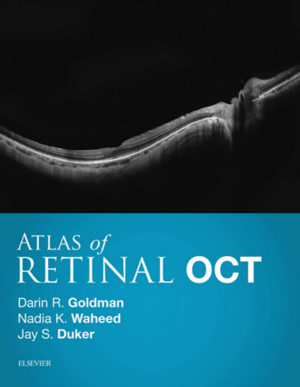 ATLAS of
RETINAL OCT
Darin R. Goldman
Nadia K. Waheed
Jay S. Duker
ELSEVIER